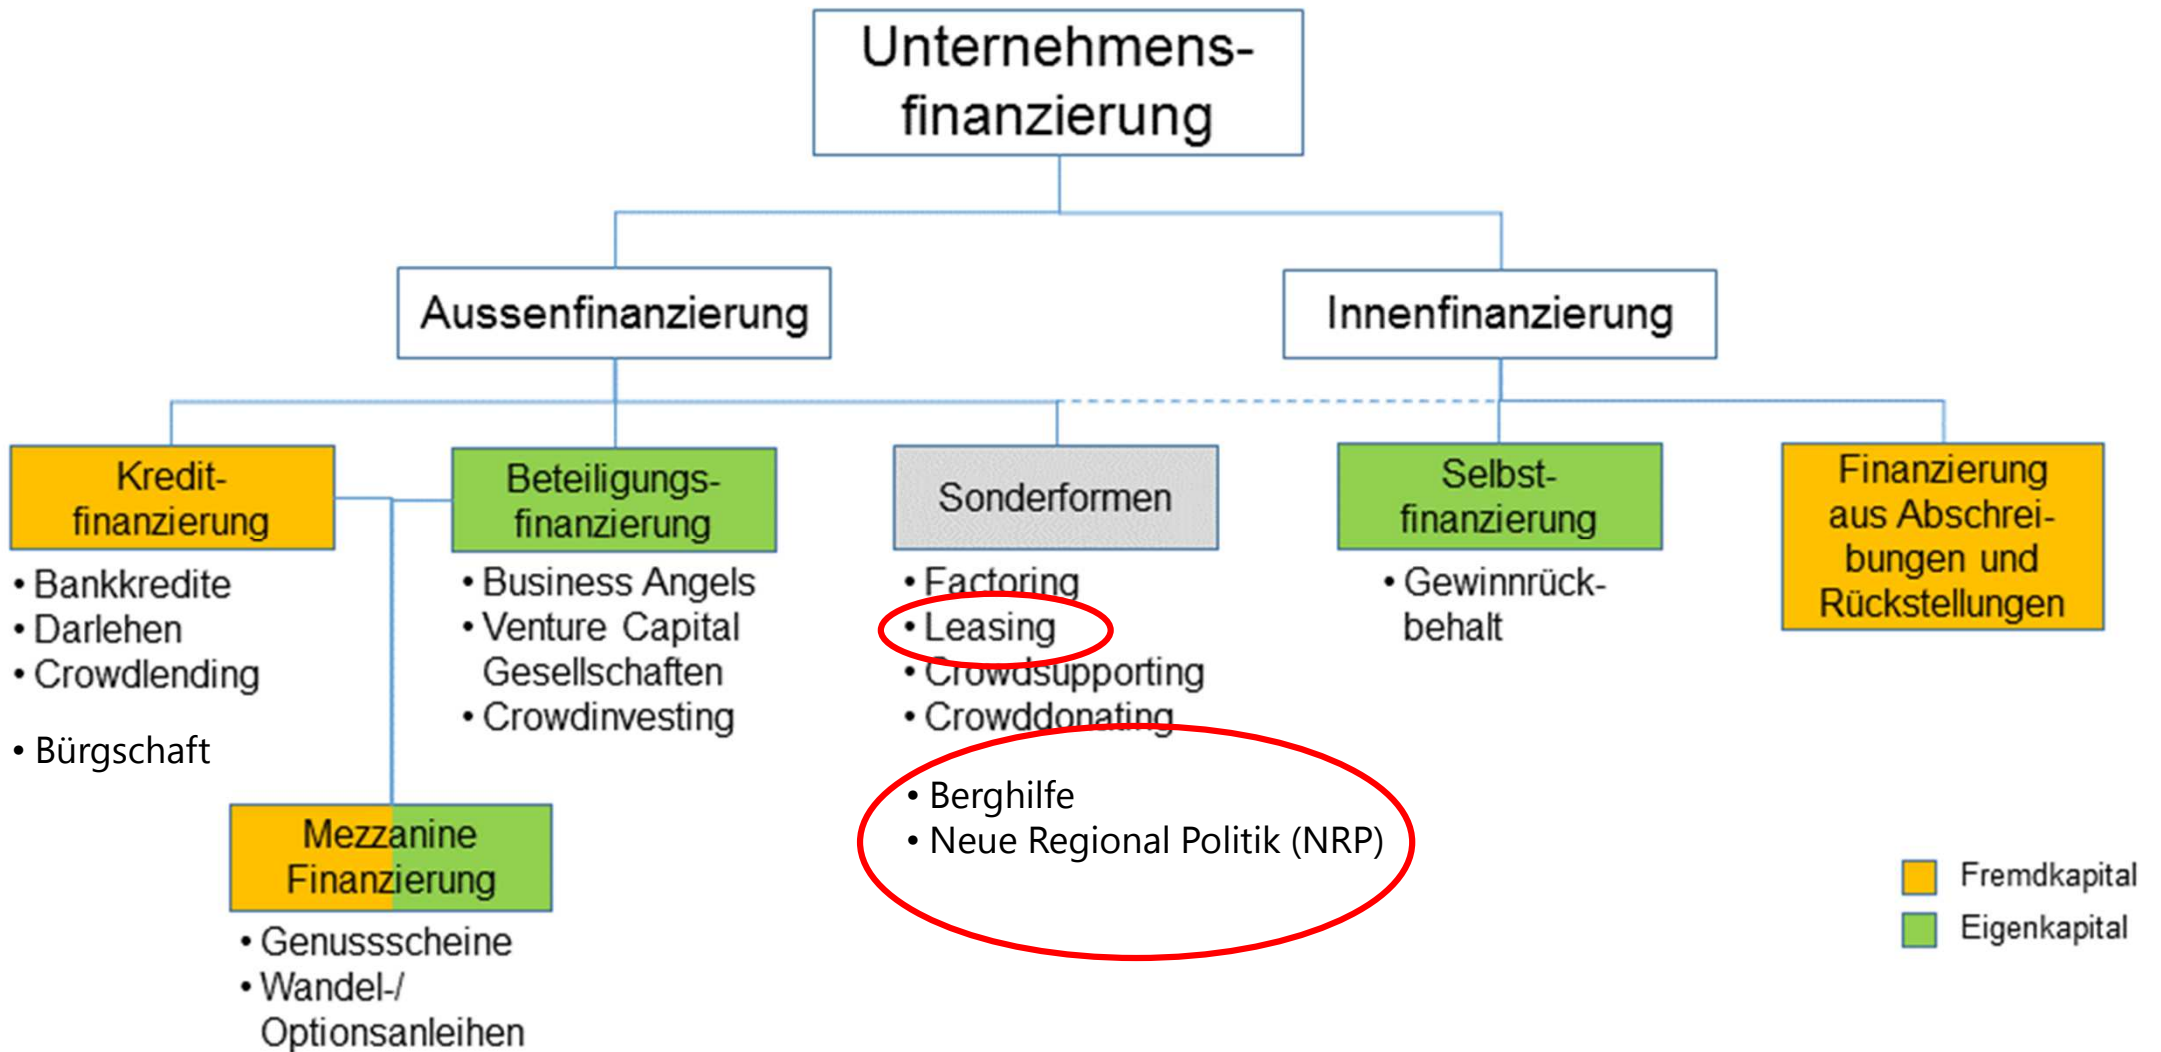 Unternehmens-
finanzierung
Aussenfinanzierung
Innenfinanzierung
Kredit-
finanzierung
• Bankkredite
• Darlehen
• Crowdlending
• Bürgschaft
Beteiligungs-
finanzierung
• Business Angels
• Venture Capital
Gesellschaften
• Crowdinvesting
Mezzanine
Finanzierung
• Genussscheine
• Wandel-/
Optionsanleihen
Sonderformen
• Factoring
• Leasing
• Crowdsupporting
• Crowddonating
• Berghilfe
• Neue Regional Politik (NRP)
Selbst-
finanzierung
• Gewinnrück-
behalt
Finanzierung
aus Abschrei-
bungen und
Rückstellungen
Fremdkapital
Eigenkapital